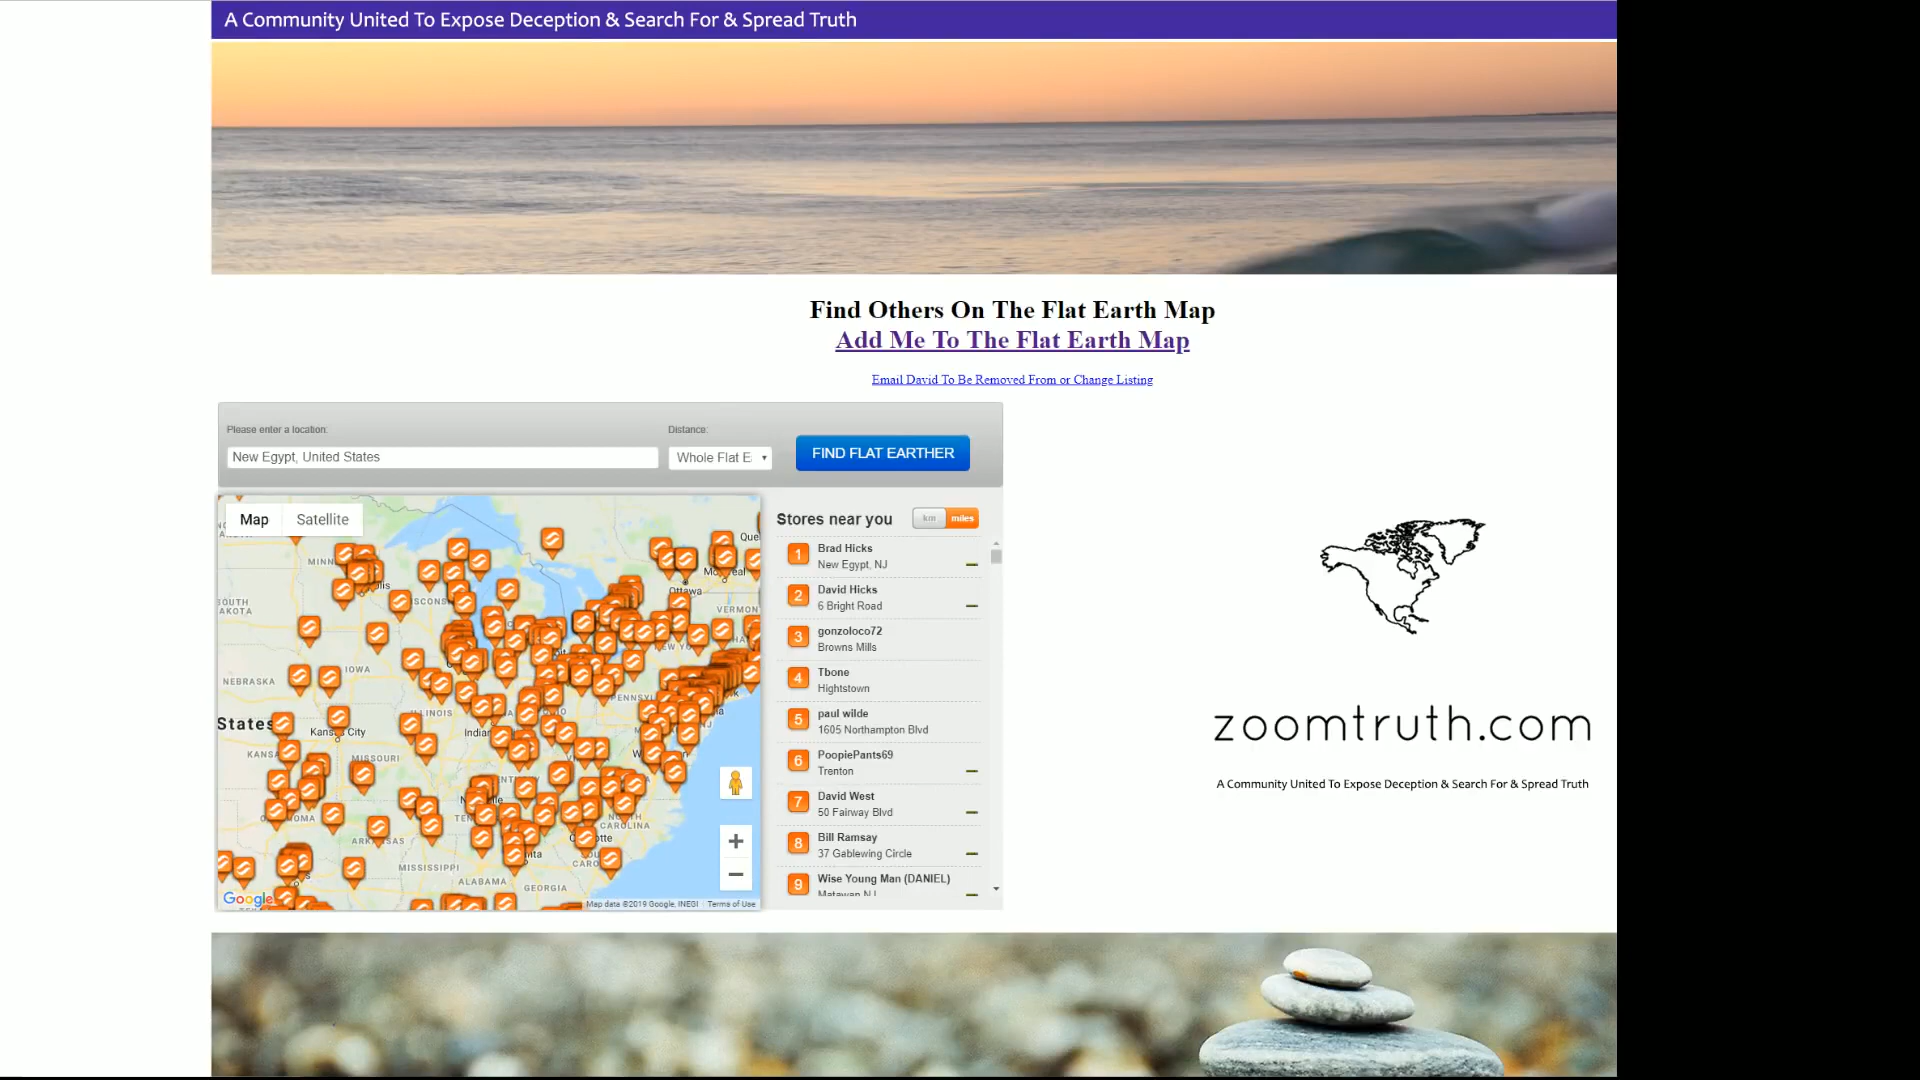 A Community United To Expose Deception & Search For & Spread Truth
Find Others On The Flat Earth Map
Add Me To The Flat Earth Map
Email David To Be Removed From or Change Listing
Please enter a location:
Distance:
New Egypt, United States
Whole Flat E
FIND FLAT EARTHER
Map
Satellite
Stores near you
km
miles
1
Brad Hicks
New Egypt, NJ
2
David Hicks
6 Bright Road
3
gonzoloco72
Browns Mills
4
Tbone
Hightstown
5
paul wilde
1605 Northampton Blvd
6
PoopiePants69
Trenton
7
David West
50 Fairway Blvd
8
Bill Ramsay
37 Gablewing Circle
9
Wise Young Man (DANIEL)
Matawan NJ
Ottawa
VERMONT
IOWA
NEBRASKA
States
MISSOURI
ARKANSAS
MISSISSIPPI
ALABAMA
GEORGIA
CAROLINA
Google
Map data ©2019 Google, INEGI
Terms of Use
zoomtruth.com
A Community United To Expose Deception & Search For & Spread Truth